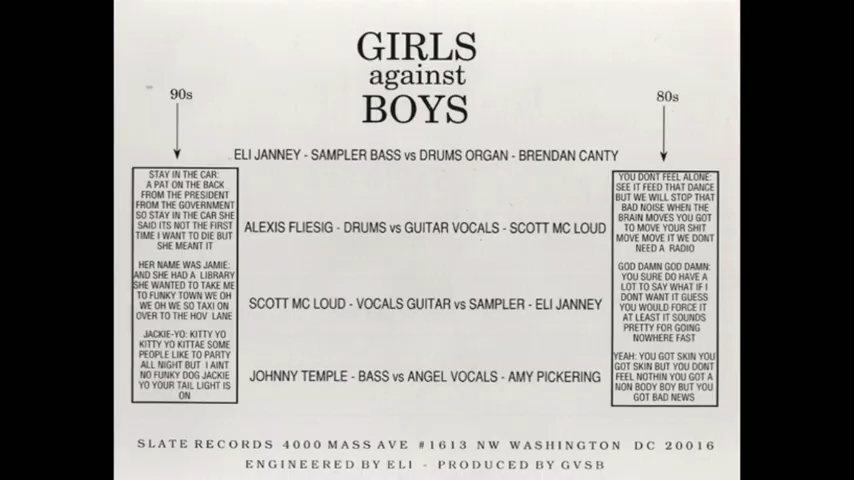 GIRLS
against
BOYS
90s
80s
ELI JANNEY - SAMPLER BASS vs DRUMS ORGAN - BRENDAN CANTY
STAY IN THE CAR:
A PAT ON THE BACK
FROM THE PRESIDENT
FROM THE GOVERNMENT
SO STAY IN THE CAR SHE
SAID ITS NOT THE FIRST
TIME I WANT TO DIE BUT
SHE MEANT IT
HER NAME WAS JAMIE:
AND SHE HAD A LIBRARY
SHE WANTED TO TAKE ME
TO FUNKY TOWN WE OH
WE OH WE SO TAXI ON
OVER TO THE HOV LANE
JACKIE-YO: KITTY YO
KITTY YO KITTAE SOME
PEOPLE LIKE TO PARTY
ALL NIGHT BUT I AINT
NO FUNKY DOG JACKIE
YO YOUR TAIL LIGHT IS
ON
ALEXIS FLIESIG - DRUMS vs GUITAR VOCALS - SCOTT MC LOUD
SCOTT MC LOUD - VOCALS GUITAR vs SAMPLER - ELI JANNEY
JOHNNY TEMPLE - BASS vs ANGEL VOCALS - AMY PICKERING
YOU DONT FEEL ALONE:
SEE IT FEED THAT DANCE
BUT WE WILL STOP THAT
BAD NOISE WHEN THE
BRAIN MOVES YOU GOT
TO MOVE YOUR SHIT
MOVE MOVE IT WE DONT
NEED A RADIO
GOD DAMN GOD DAMN:
YOU SURE DO HAVE A
LOT TO SAY WHAT IF I
DONT WANT IT GUESS
YOU WOULD FORCE IT
AT LEAST IT SOUNDS
PRETTY FOR GOING
NOWHERE FAST
YEAH: YOU GOT SKIN YOU
GOT SKIN BUT YOU DONT
FEEL NOTHIN YOU GOT A
NON BODY BOY BUT YOU
GOT BAD NEWS
SLATE RECORDS 4000 MASS AVE #1613 NW WASHINGTON DC 20016
ENGINEERED BY ELI - PRODUCED BY GVSB